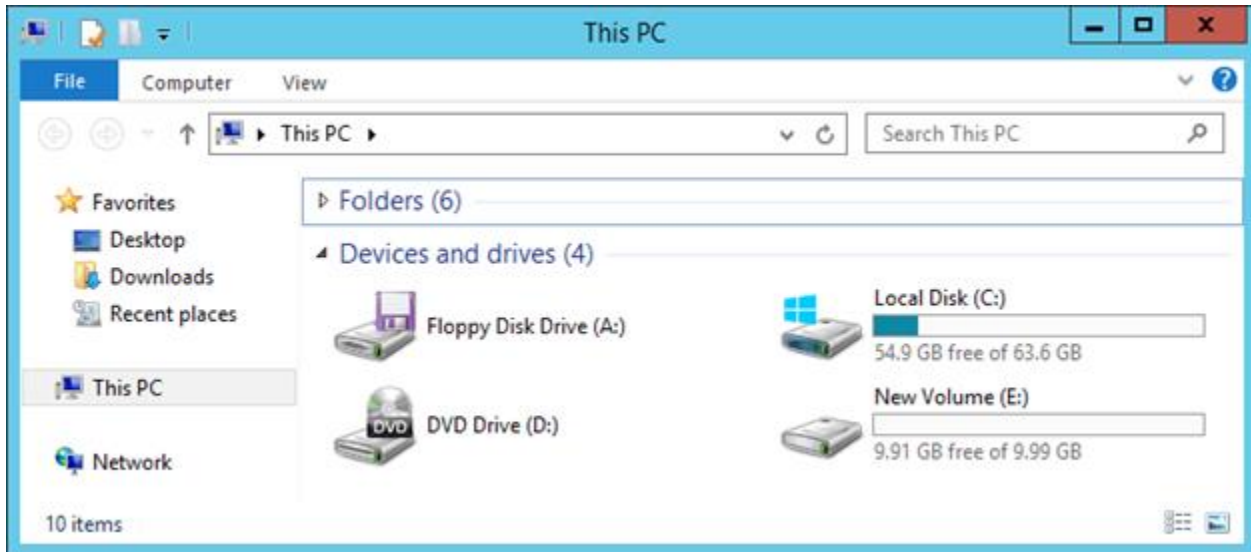 This PC
File Computer View
This PC
Search This PC
Favorites
Desktop
Downloads
Recent places
This PC
Network
Folders (6)
Devices and drives (4)
Floppy Disk Drive (A:)
Local Disk (C:)
54.9 GB free of 63.6 GB
DVD
DVD Drive (D:)
New Volume (E:)
9.91 GB free of 9.99 GB
10 items